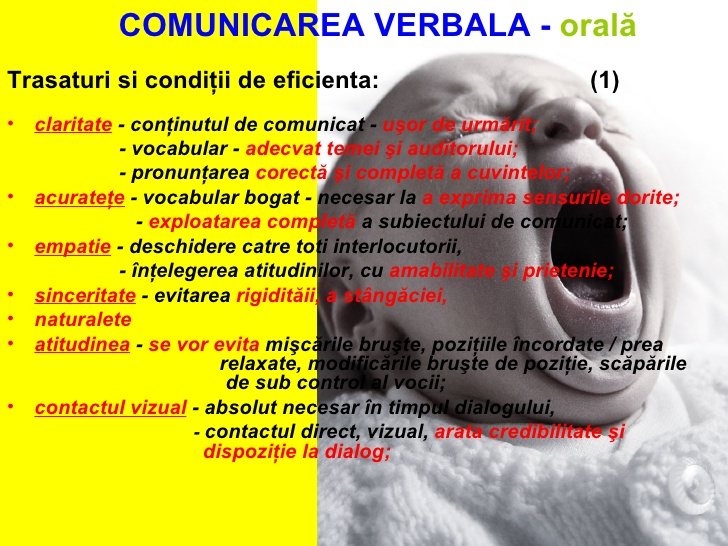 COMUNICAREA VERBALA - orală
Trasaturi si condiții de eficienta: (1)
• claritate - conținutul de comunicat - uşor de urmărit;
- vocabular - adecvat temei şi auditorului;
- pronunțarea corectă şi completă a cuvintelor;
• acuratețe - vocabular bogat - necesar la a exprima sensurile dorite;
- exploatarea completă a subiectului de comunicat;
• empatie - deschidere catre toti interlocutorii,
- înțelegerea atitudinilor, cu amabilitate şi prietenie;
• sinceritate - evitarea rigidităii, a stângăciei,
• naturalete
• atitudinea - se vor evita mişcările bruşte, pozițiile încordate / prea
relaxate, modificările bruşte de poziție, scăpările
de sub control al vocii;
• contactul vizual - absolut necesar în timpul dialogului,
- contactul direct, vizual, arata credibilitate şi
dispoziție la dialog;